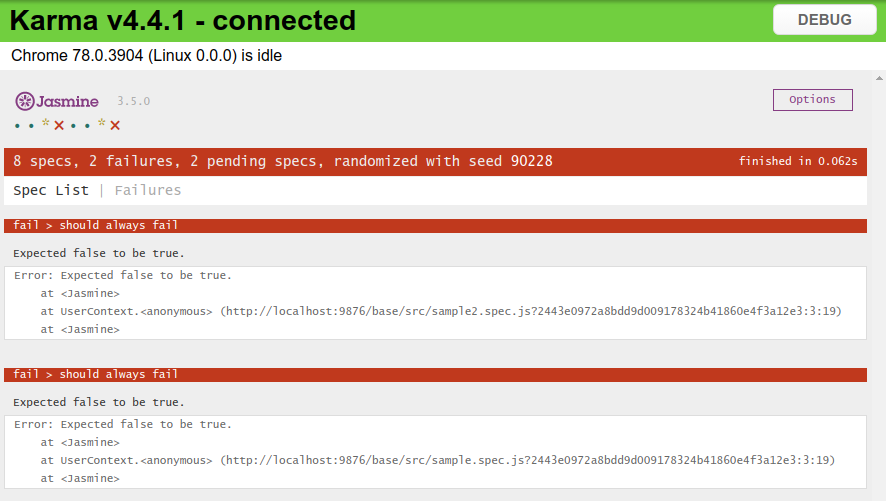 Karma v4.4.1 - connected
DEBUG
Chrome 78.0.3904 (Linux 0.0.0) is idle
Jasmine 3.5.0
Options
8 specs, 2 failures, 2 pending specs, randomized with seed 90228
finished in 0.062s
Spec List | Failures
fail > should always fail
Expected false to be true.
Error: Expected false to be true.
at <Jasmine>
at UserContext.<anonymous> (http://localhost:9876/base/src/sample2.spec.js?2443e0972a8bdd9d009178324b41860e4f3a12e3:3:19)
at <Jasmine>
fail > should always fail
Expected false to be true.
Error: Expected false to be true.
at <Jasmine>
at UserContext.<anonymous> (http://localhost:9876/base/src/sample.spec.js?2443e0972a8bdd9d009178324b41860e4f3a12e3:3:19)
at <Jasmine>